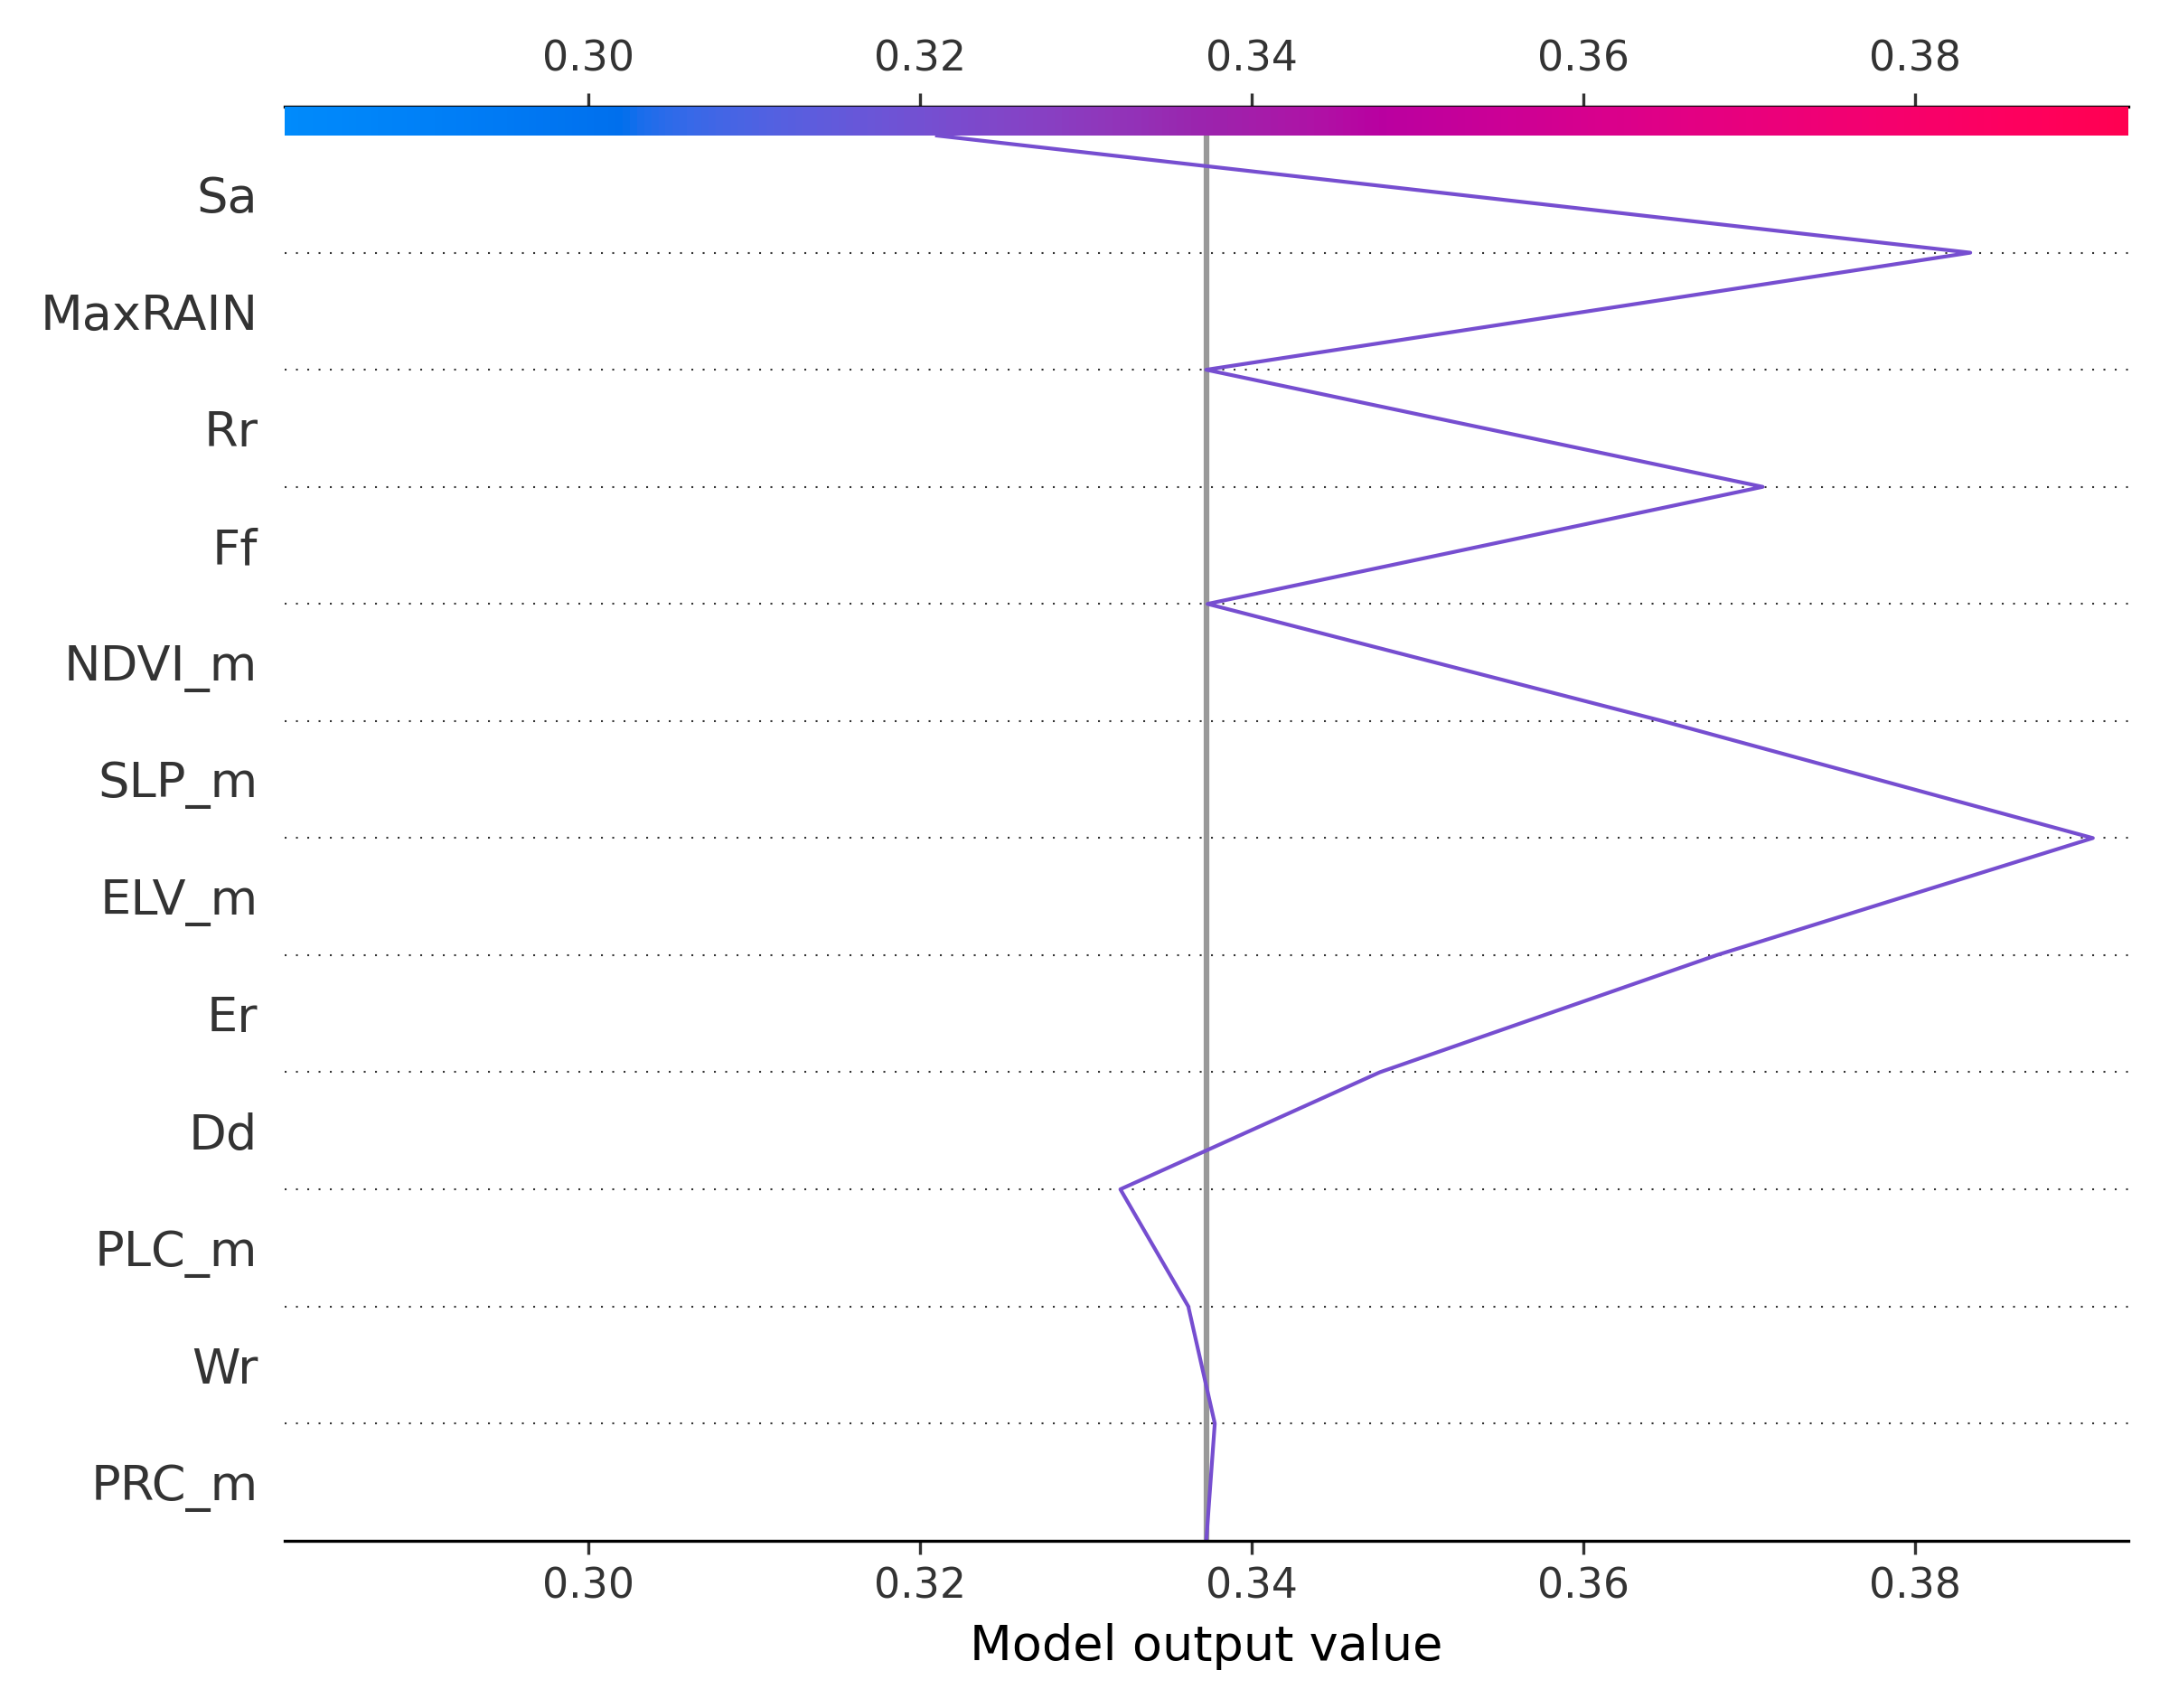 0.30 0.32 0.34 0.36 0.38
Sa
MaxRAIN
Rr
Ff
NDVI_m
SLP_m
ELV_m
Er
Dd
PLC_m
Wr
PRC_m
0.30 0.32 0.34 0.36 0.38
Model output value